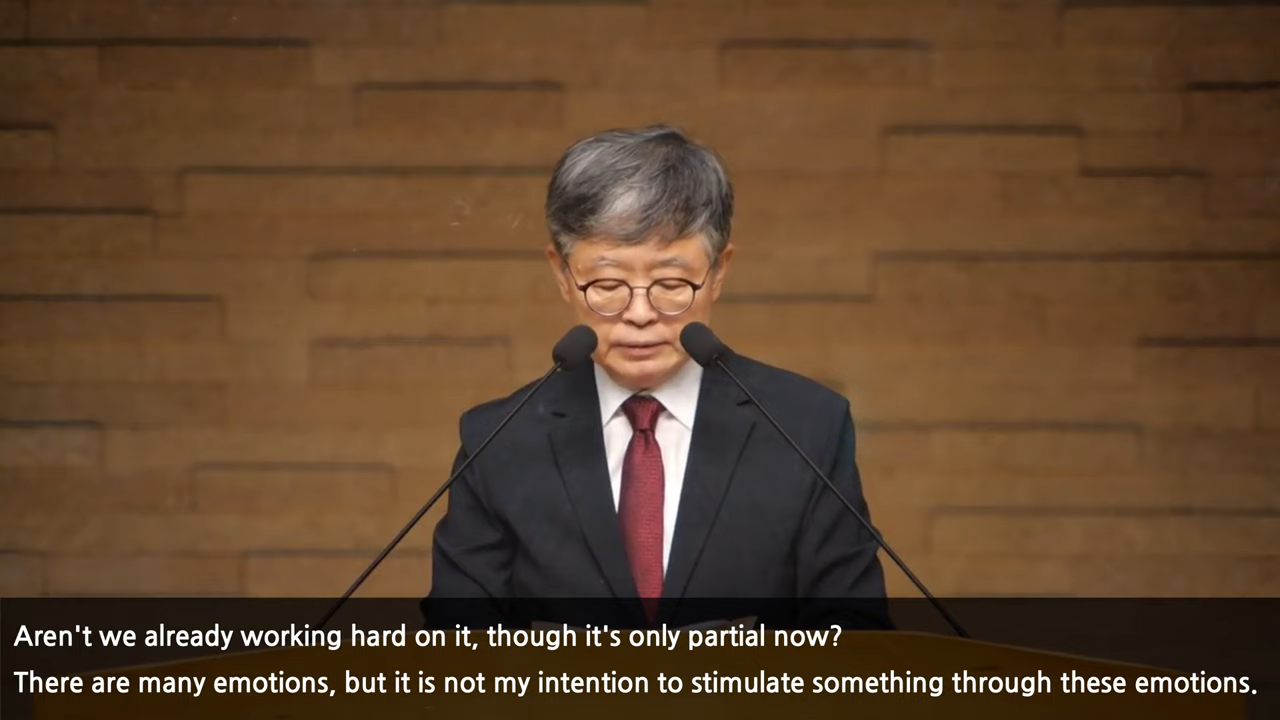 Aren't we already working hard on it, though it's only partial now?
There are many emotions, but it is not my intention to stimulate something through these emotions.